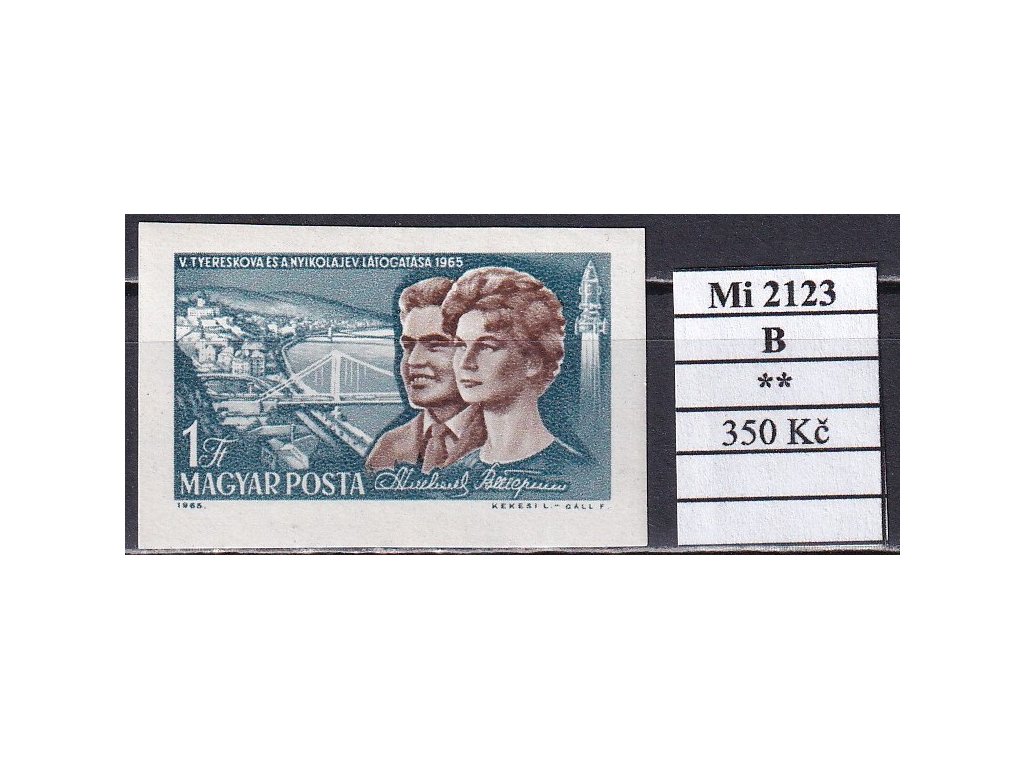 V. TYERESKOVA ÉS A. NYIKOLAJEV LÁTOGATÁSA 1965
1 Ft
MAGYAR POSTA
1965.
KÉKESI L.- GÁLL F.
Mi 2123
B
**
350 Kč